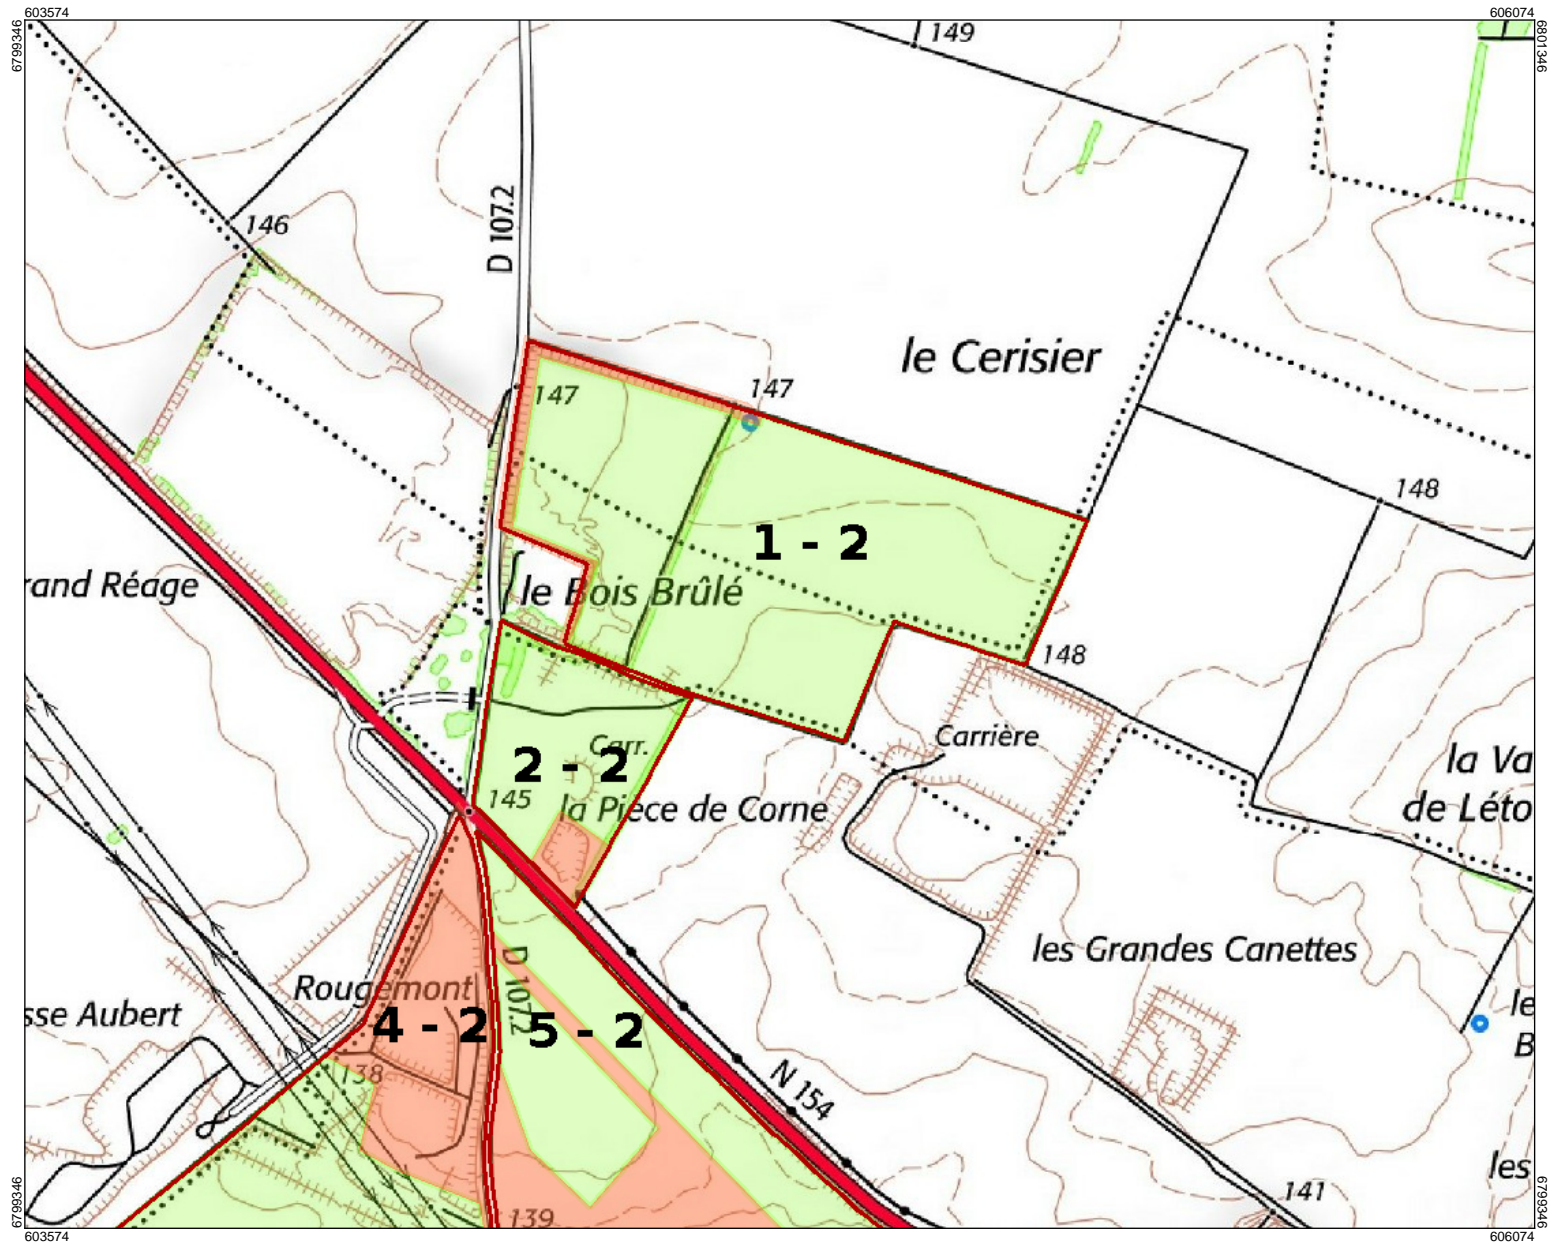 603574
606074
6799346
6801346
149
146
D 107.2
le Cerisier
147
147
148
1 - 2
rand Réage
le Bois Brûlé
148
Carrière
Carr.
2 - 2
la Va
145
la Piece de Corne
de Léto
les Grandes Canettes
D 107.2
Rougemont
sse Aubert
4 - 2
5 - 2
le
B
138
N 154
les
141
139
6799346
6799346
603574
606074